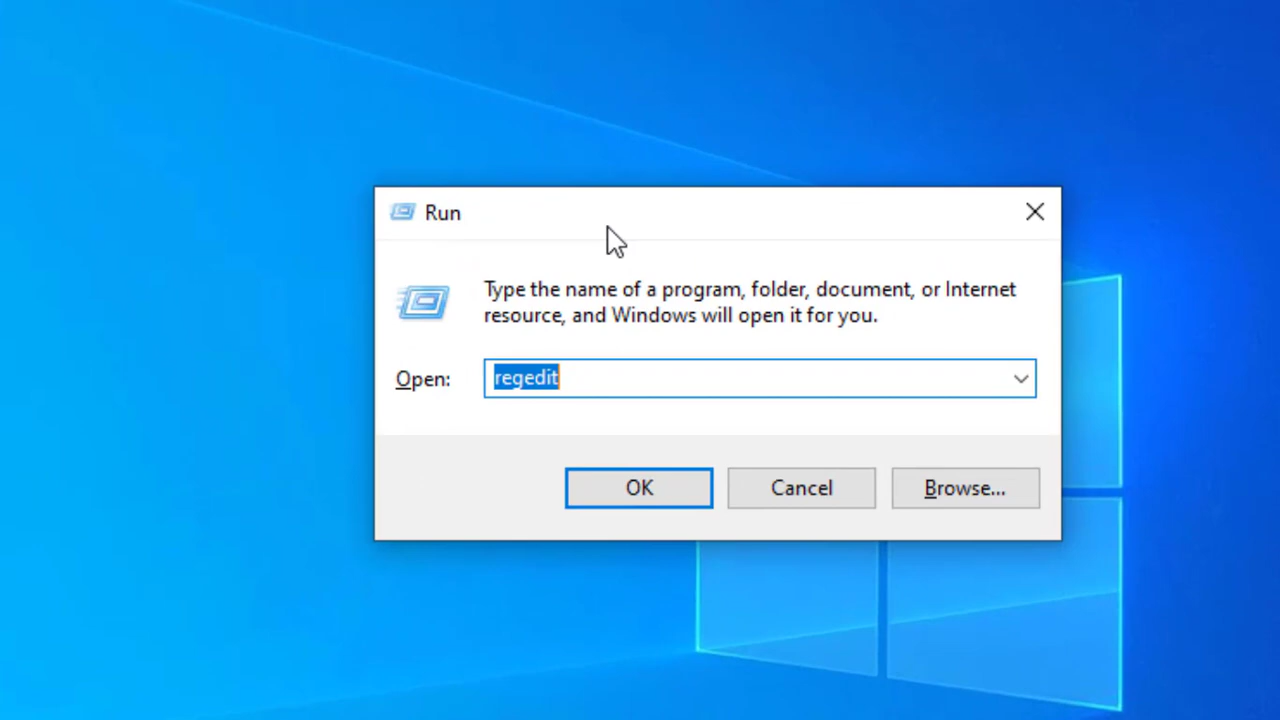 Run
Type the name of a program, folder, document, or Internet
resource, and Windows will open it for you.
Open: regedit
OK Cancel Browse...